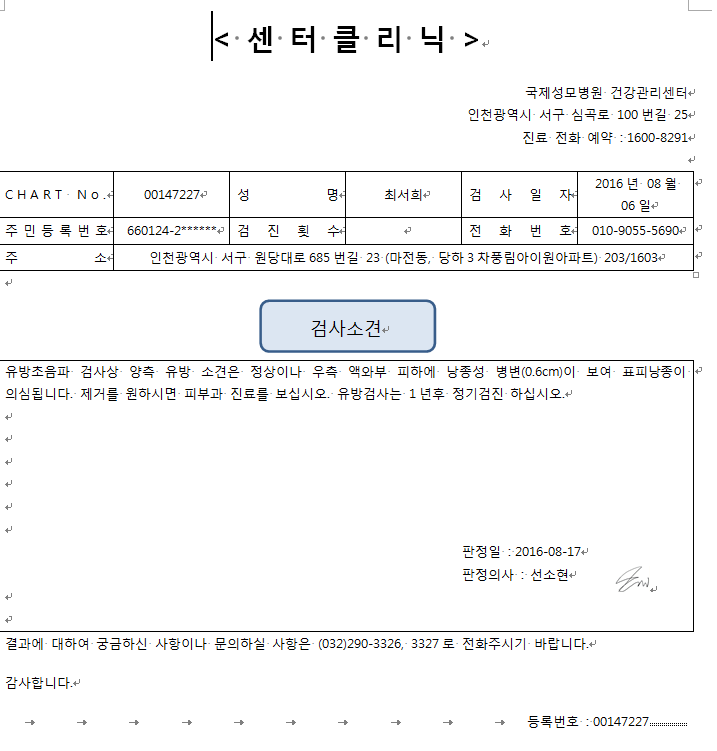 < 센 터 클 리 닉 >
국제성모병원 건강관리센터
인천광역시 서구 심곡로 100 번길 25
진료 전화 예약 : 1600-8291
CHART No. 00147227 성 명 최서희 검 사 일 자 2016 년 08 월 06 일
주민등록번호 660124-2****** 검 진 횟 수 전 화 번 호 010-9055-5690
주 소 인천광역시 서구 원당대로 685 번길 23 (마전동, 당하 3 차풍림아이원아파트) 203/1603
검사소견
유방초음파 검사상 양측 유방 소견은 정상이나 우측 액와부 피하에 낭종성 병변(0.6cm)이 보여 표피낭종이
의심됩니다. 제거를 원하시면 피부과 진료를 보십시오. 유방검사는 1 년후 정기검진 하십시오.
판정일 : 2016-08-17
판정의사 : 선소현
결과에 대하여 궁금하신 사항이나 문의하실 사항은 (032)290-3326, 3327 로 전화주시기 바랍니다.
감사합니다.
등록번호 : 00147227